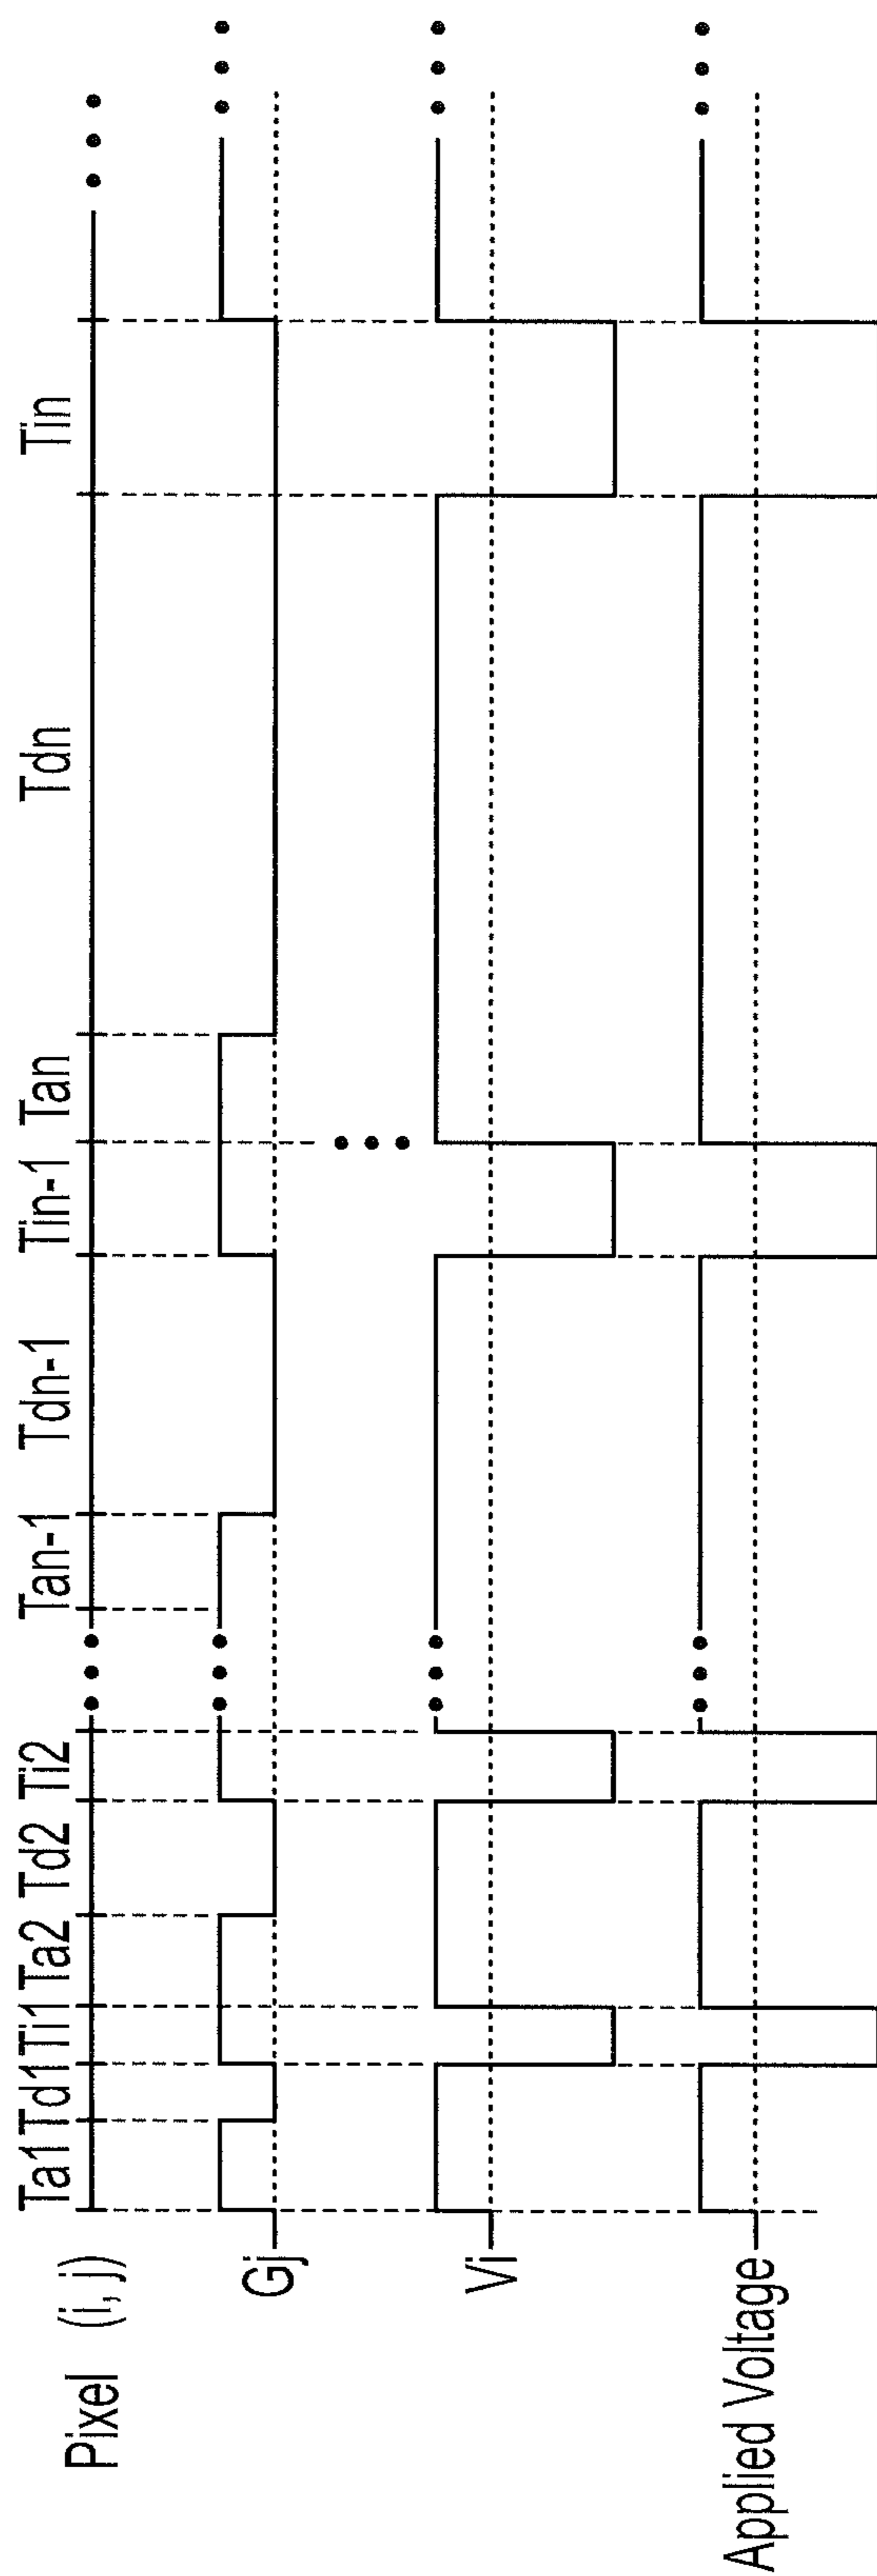 Ta1 Td1 Ti1 Ta2 Td2 Ti2 ••• Tan-1 Tdn-1 Tin-1 Tan Tdn Tin
Pixel (i, j)
Gj
Vi
Applied Voltage